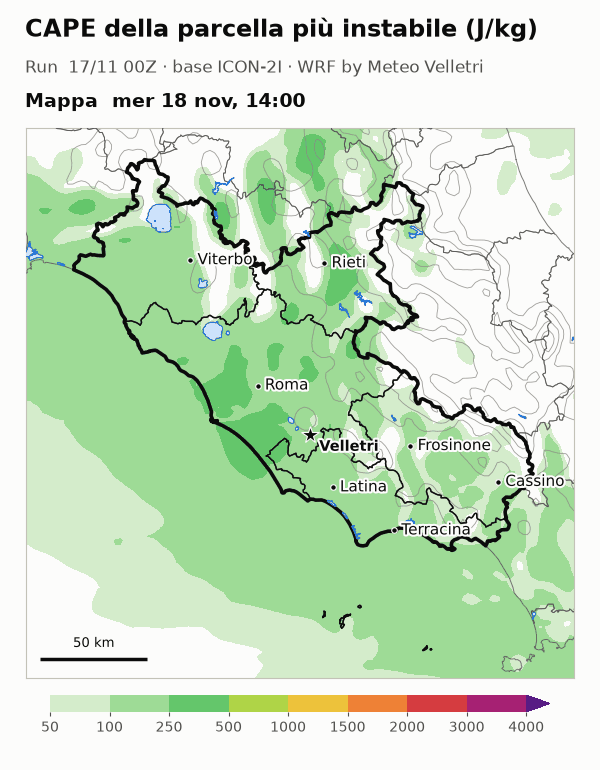 CAPE della parcella più instabile (J/kg)
Run  17/11 00Z · base ICON-2I · WRF by Meteo Velletri
Mappa  mer 18 nov, 14:00
Viterbo
Rieti
Roma
Velletri
Frosinone
Cassino
Latina
Terracina
50 km
50 100 250 500 1000 1500 2000 3000 4000